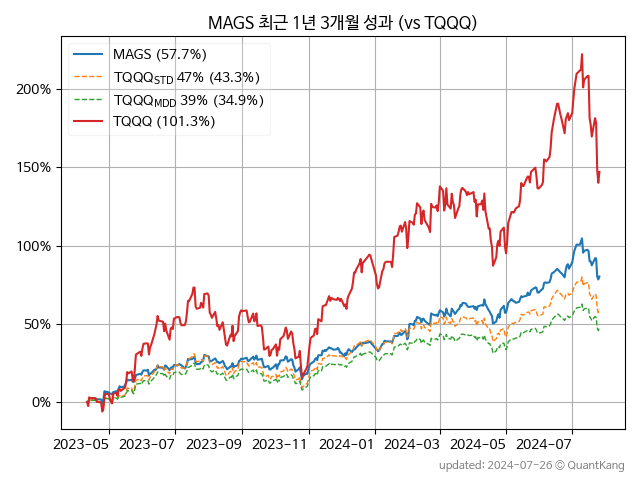 MAGS 최근 1년 3개월 성과 (vs TQQQ)
MAGS (57.7%)
TQQQSTD 47% (43.3%)
TQQQMDD 39% (34.9%)
TQQQ (101.3%)
200%
150%
100%
50%
0%
2023-05 2023-07 2023-09 2023-11 2024-01 2024-03 2024-05 2024-07
updated: 2024-07-26 © QuantKang